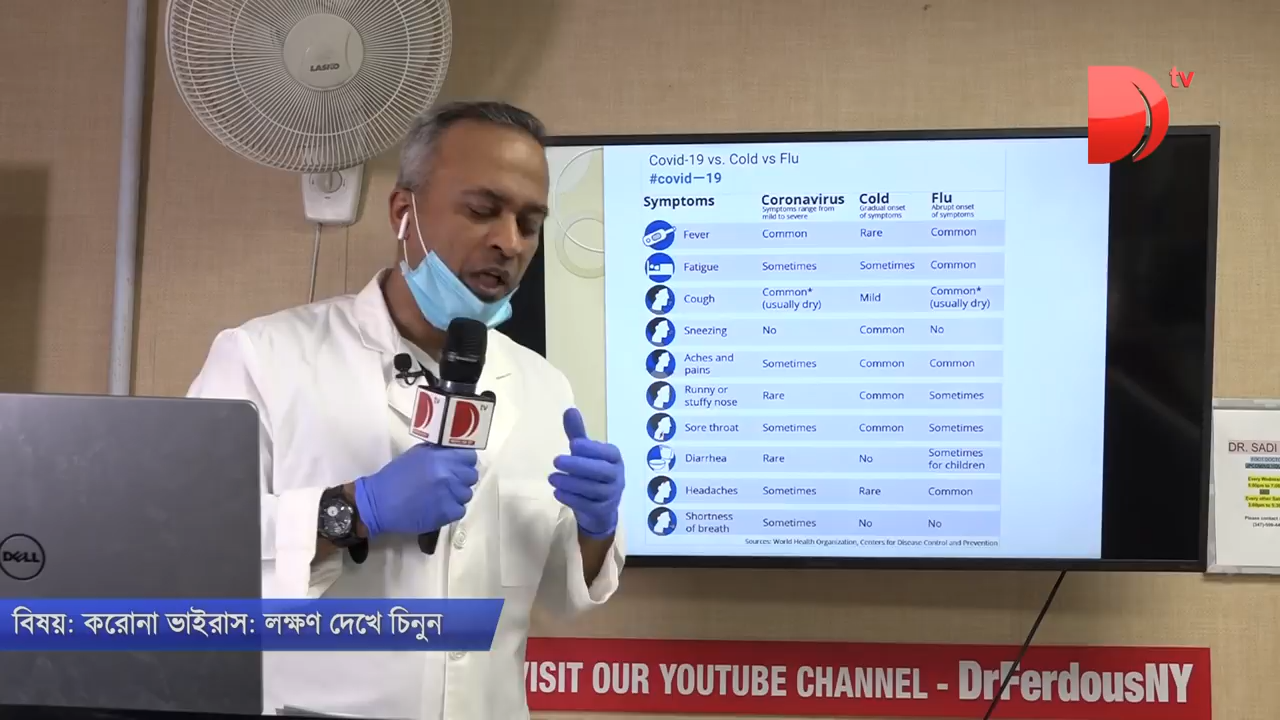 LASKO
tv
Covid-19 vs. Cold vs Flu
#covid—19
Symptoms Coronavirus Cold Flu
Symptoms range from mild to severe Gradual onset of symptoms Abrupt onset of symptoms
Fever Common Rare Common
Fatigue Sometimes Sometimes Common
Cough Common* (usually dry) Mild Common* (usually dry)
Sneezing No Common No
Aches and pains Sometimes Common Common
Runny or stuffy nose Rare Common Sometimes
Sore throat Sometimes Common Sometimes
Diarrhea Rare No Sometimes for children
Headaches Sometimes Rare Common
Shortness of breath Sometimes No No
Sources: World Health Organization, Centers for Disease Control and Prevention
tv
tv
DR. SADI
Please contact
DELL
বিষয়: করোনা ভাইরাস: লক্ষণ দেখে চিনুন
VISIT OUR YOUTUBE CHANNEL - DrFerdousNY